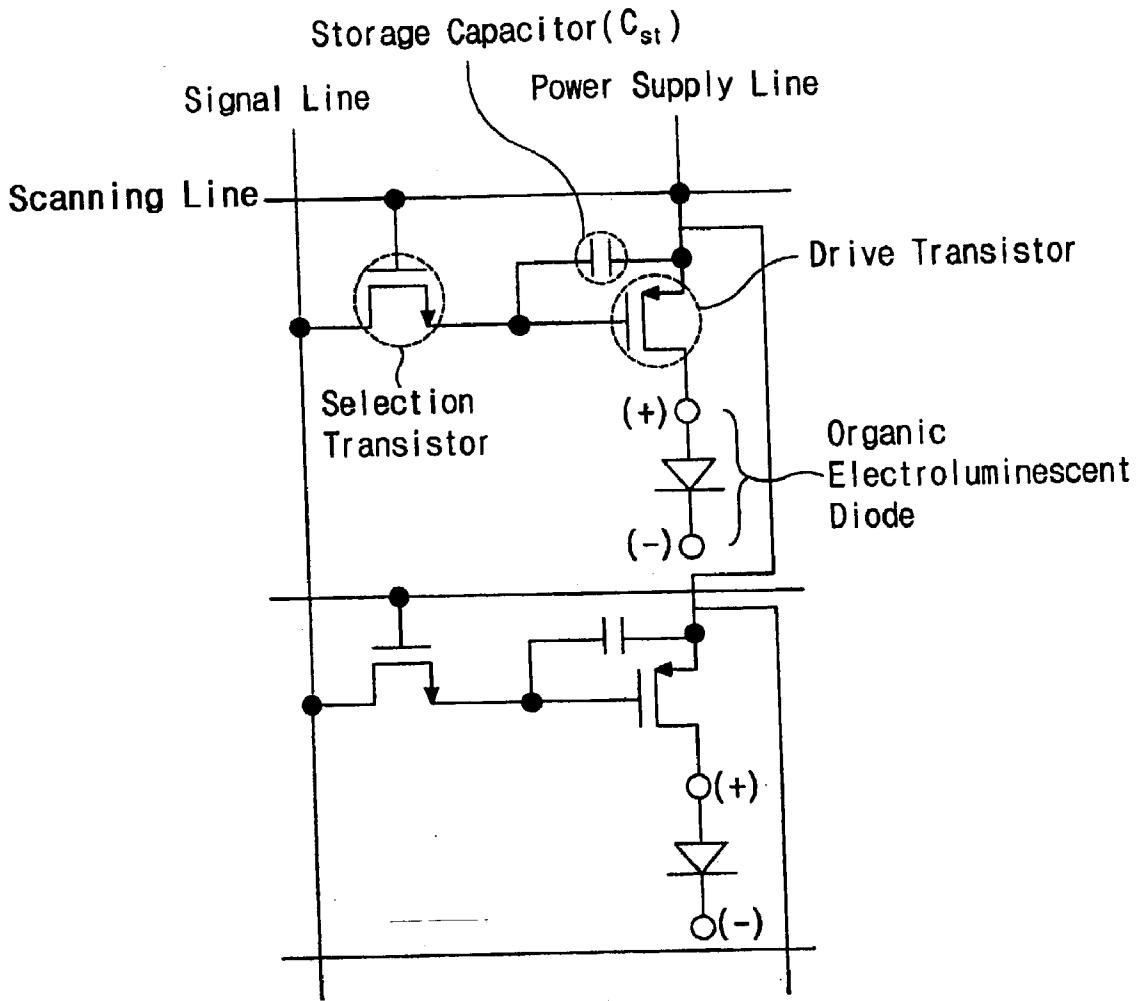 Storage Capacitor(Cst)
Signal Line
Power Supply Line
Scanning Line
Drive Transistor
Selection
Transistor
(+)
Organic
Electroluminescent
Diode
(-)
(+)
(-)